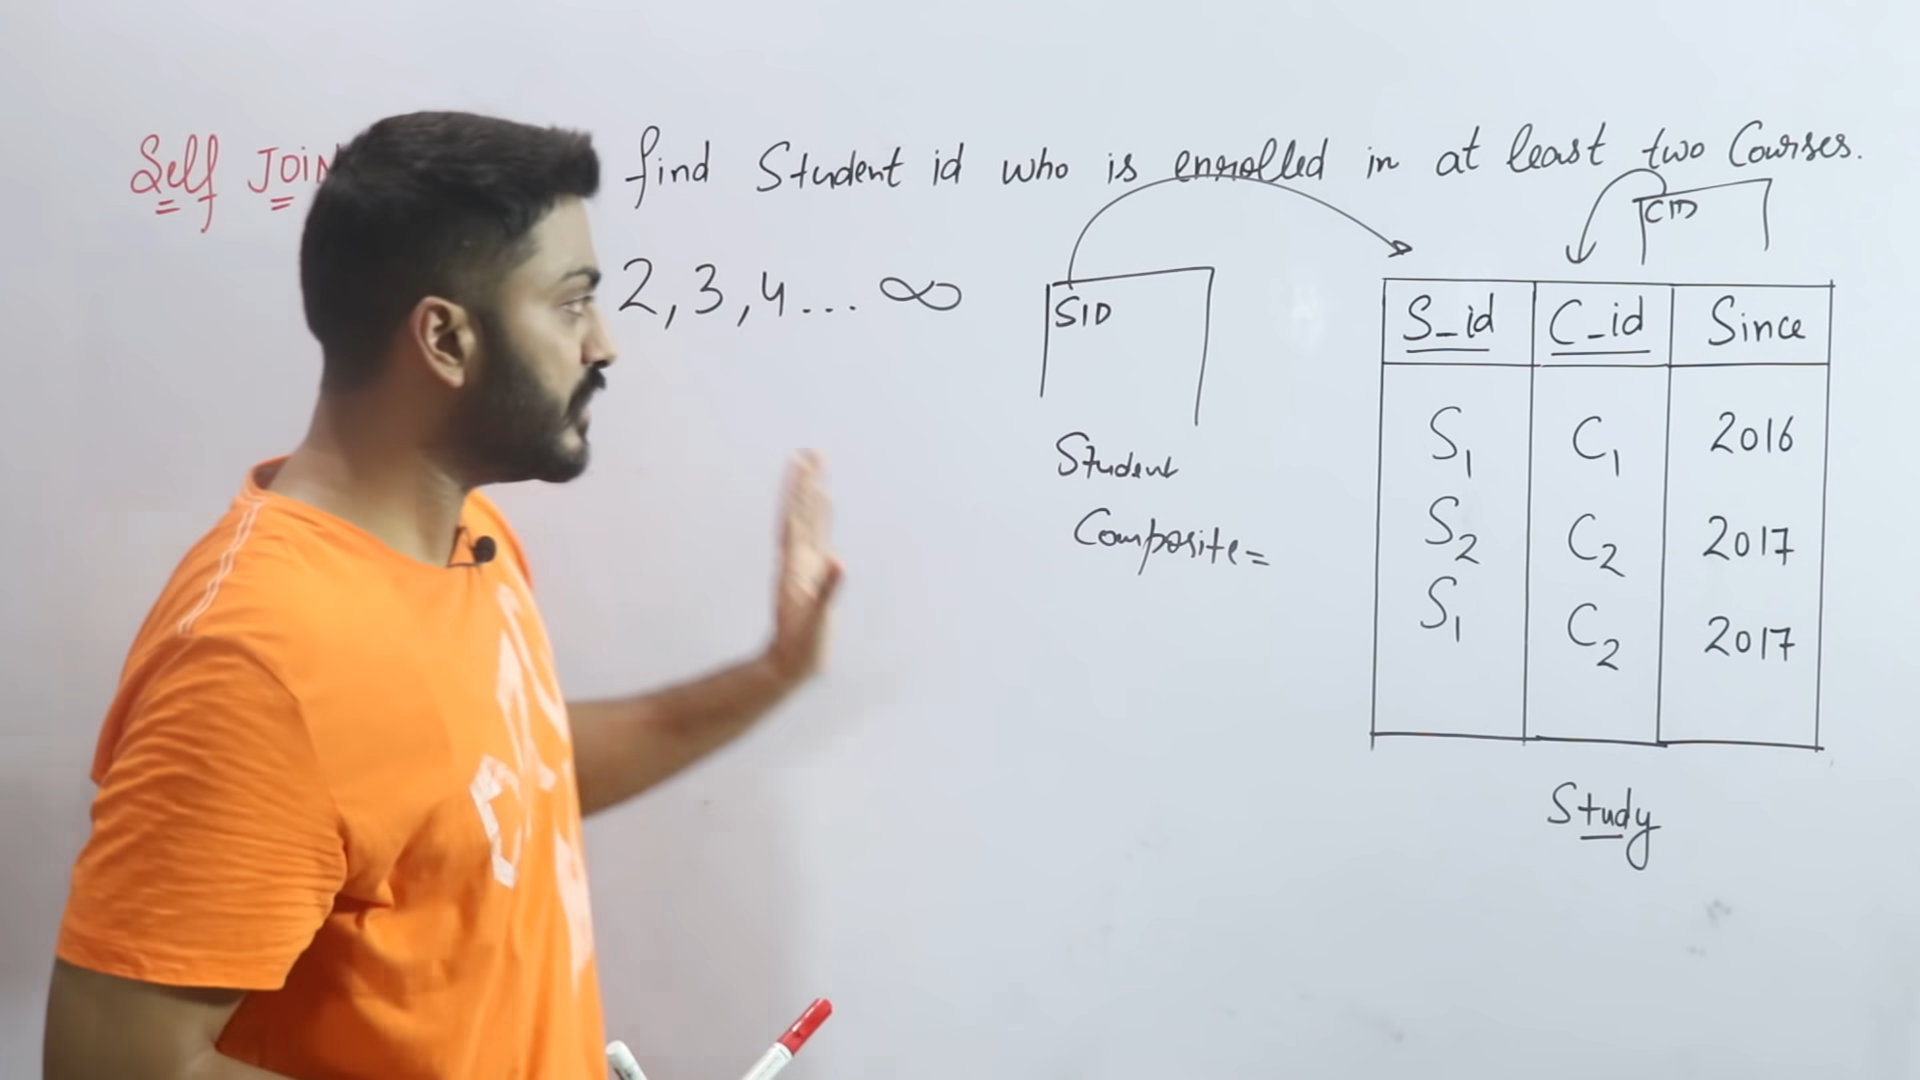 Self JOIN find Student id who is enrolled in at least two Courses.
2, 3, 4 ... ∞
SID
Student
Composite=
CID
S_id C_id Since
S1 C1 2016
S2 C2 2017
S1 C2 2017
Study